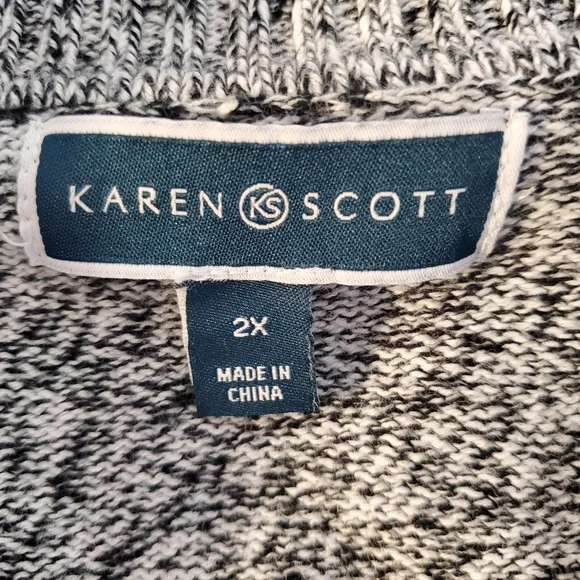 KAREN KS SCOTT
2X
MADE IN
CHINA